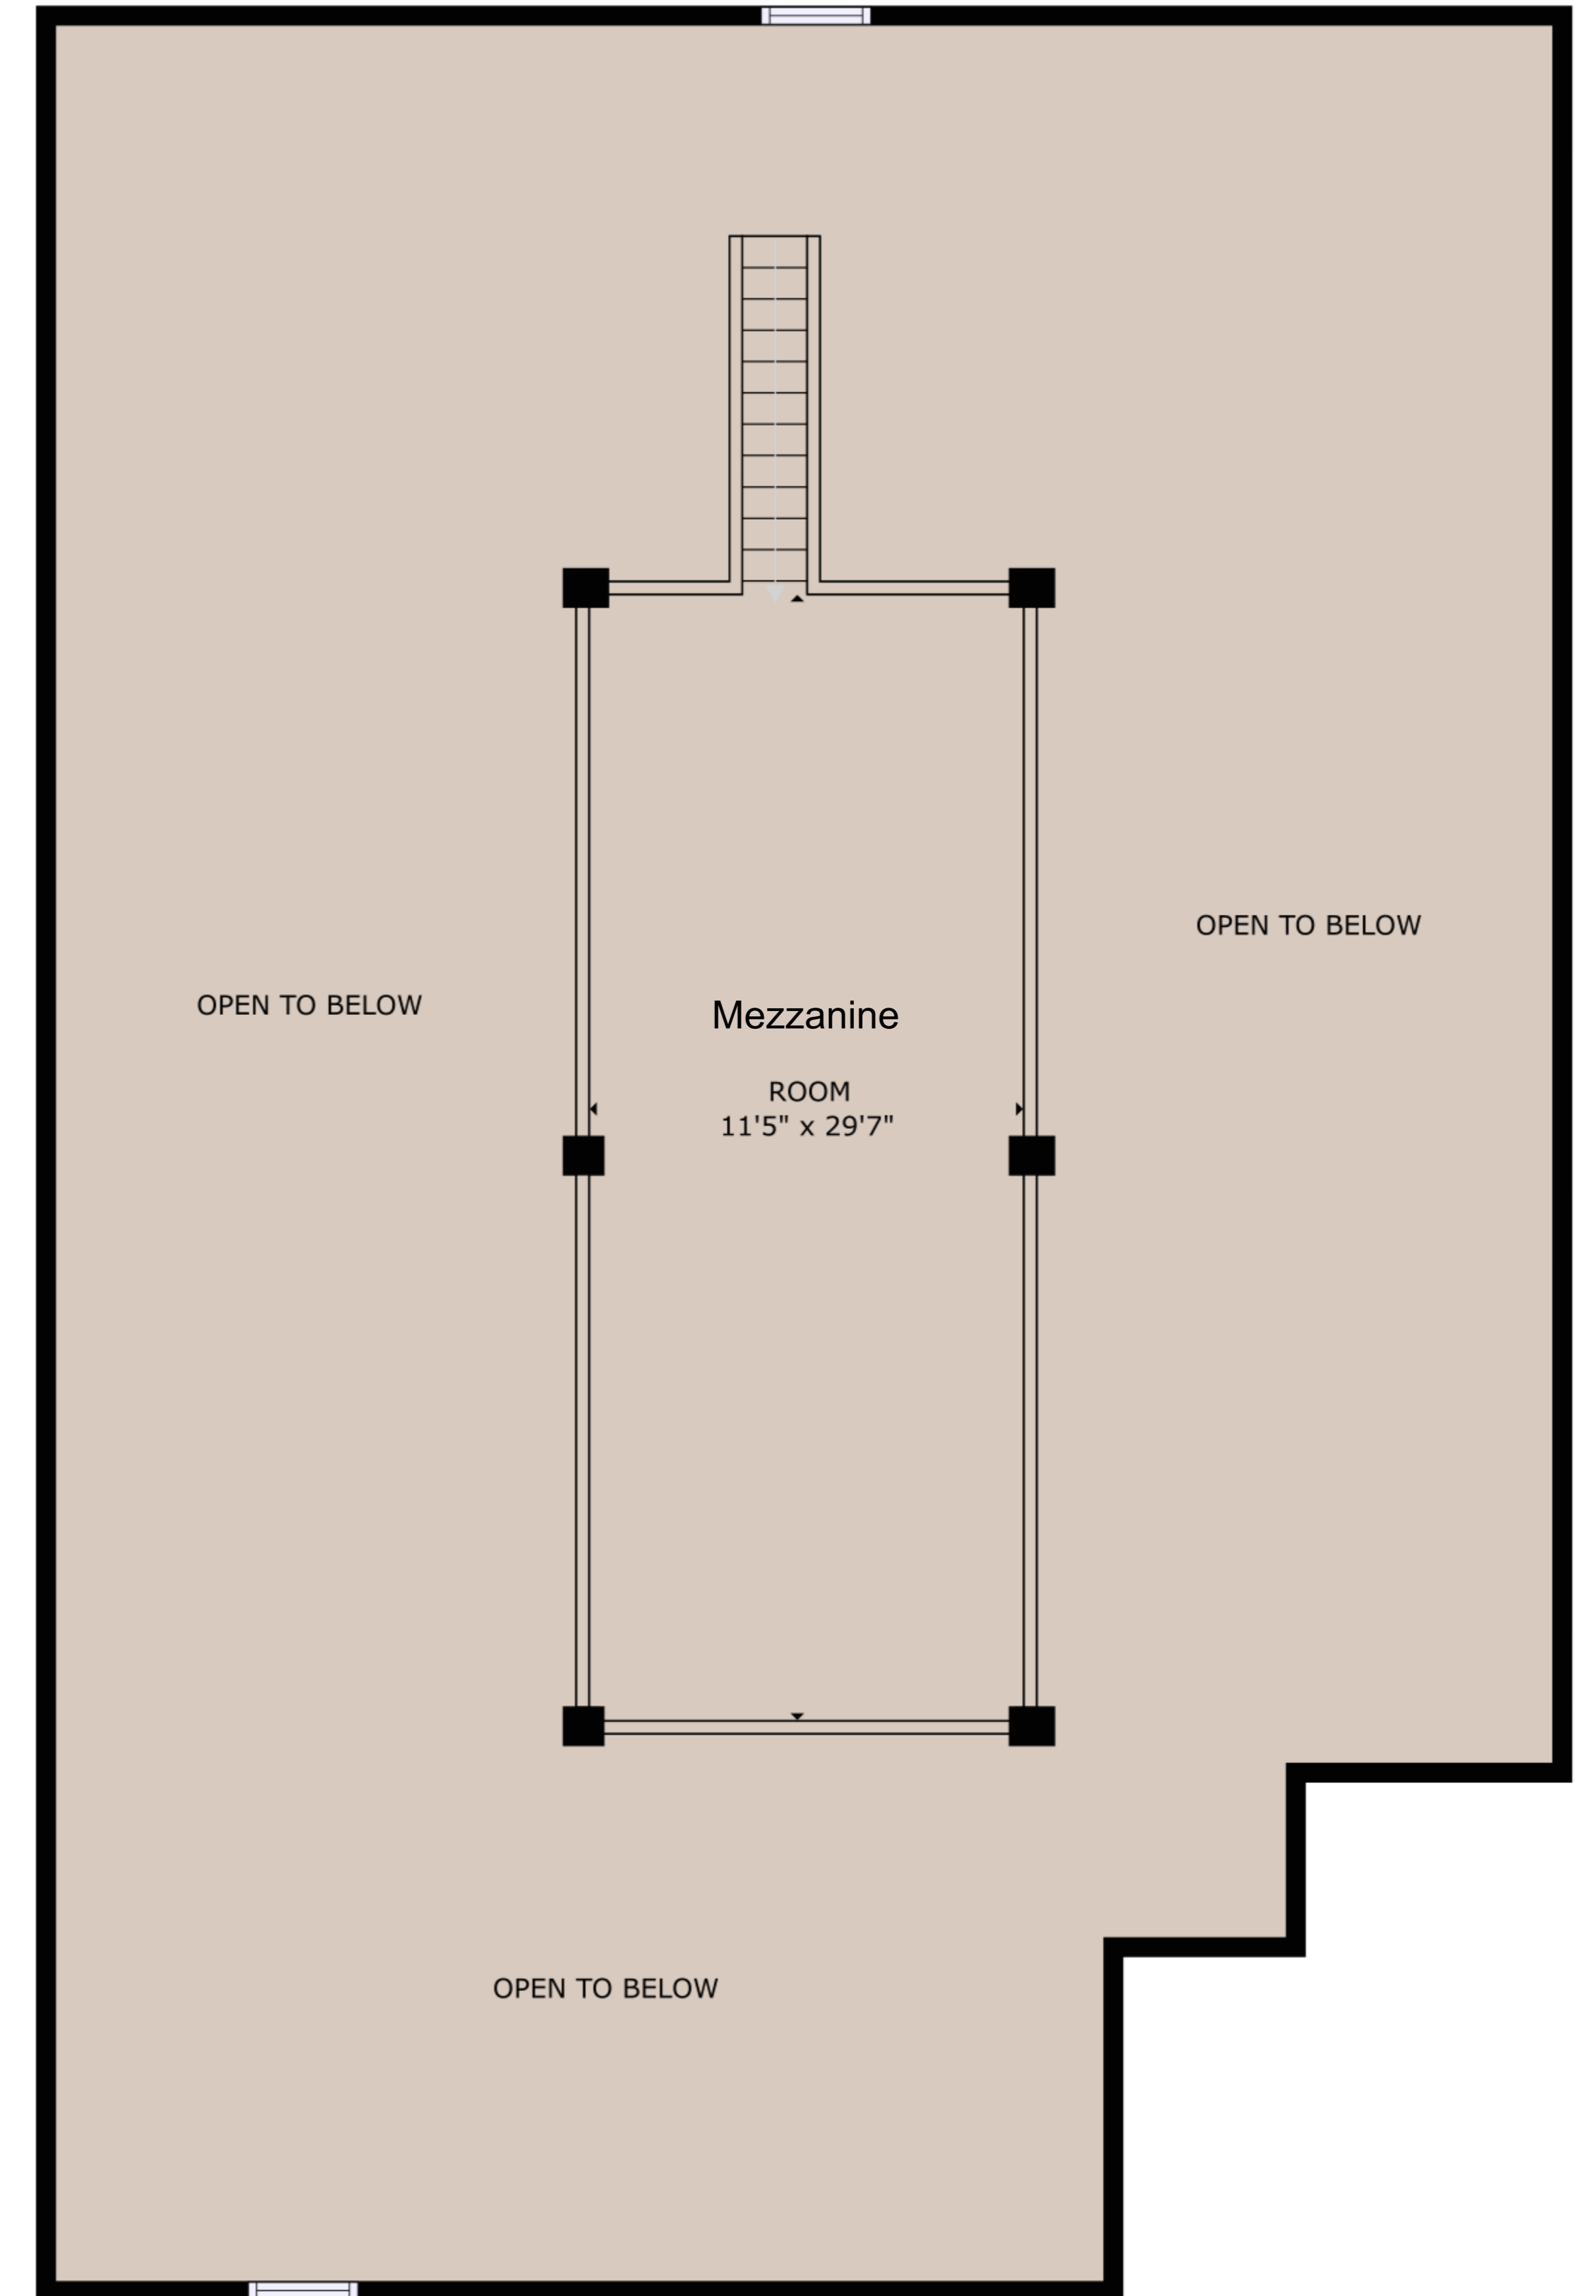 OPEN TO BELOW
OPEN TO BELOW
Mezzanine
ROOM
11'5" x 29'7"
OPEN TO BELOW